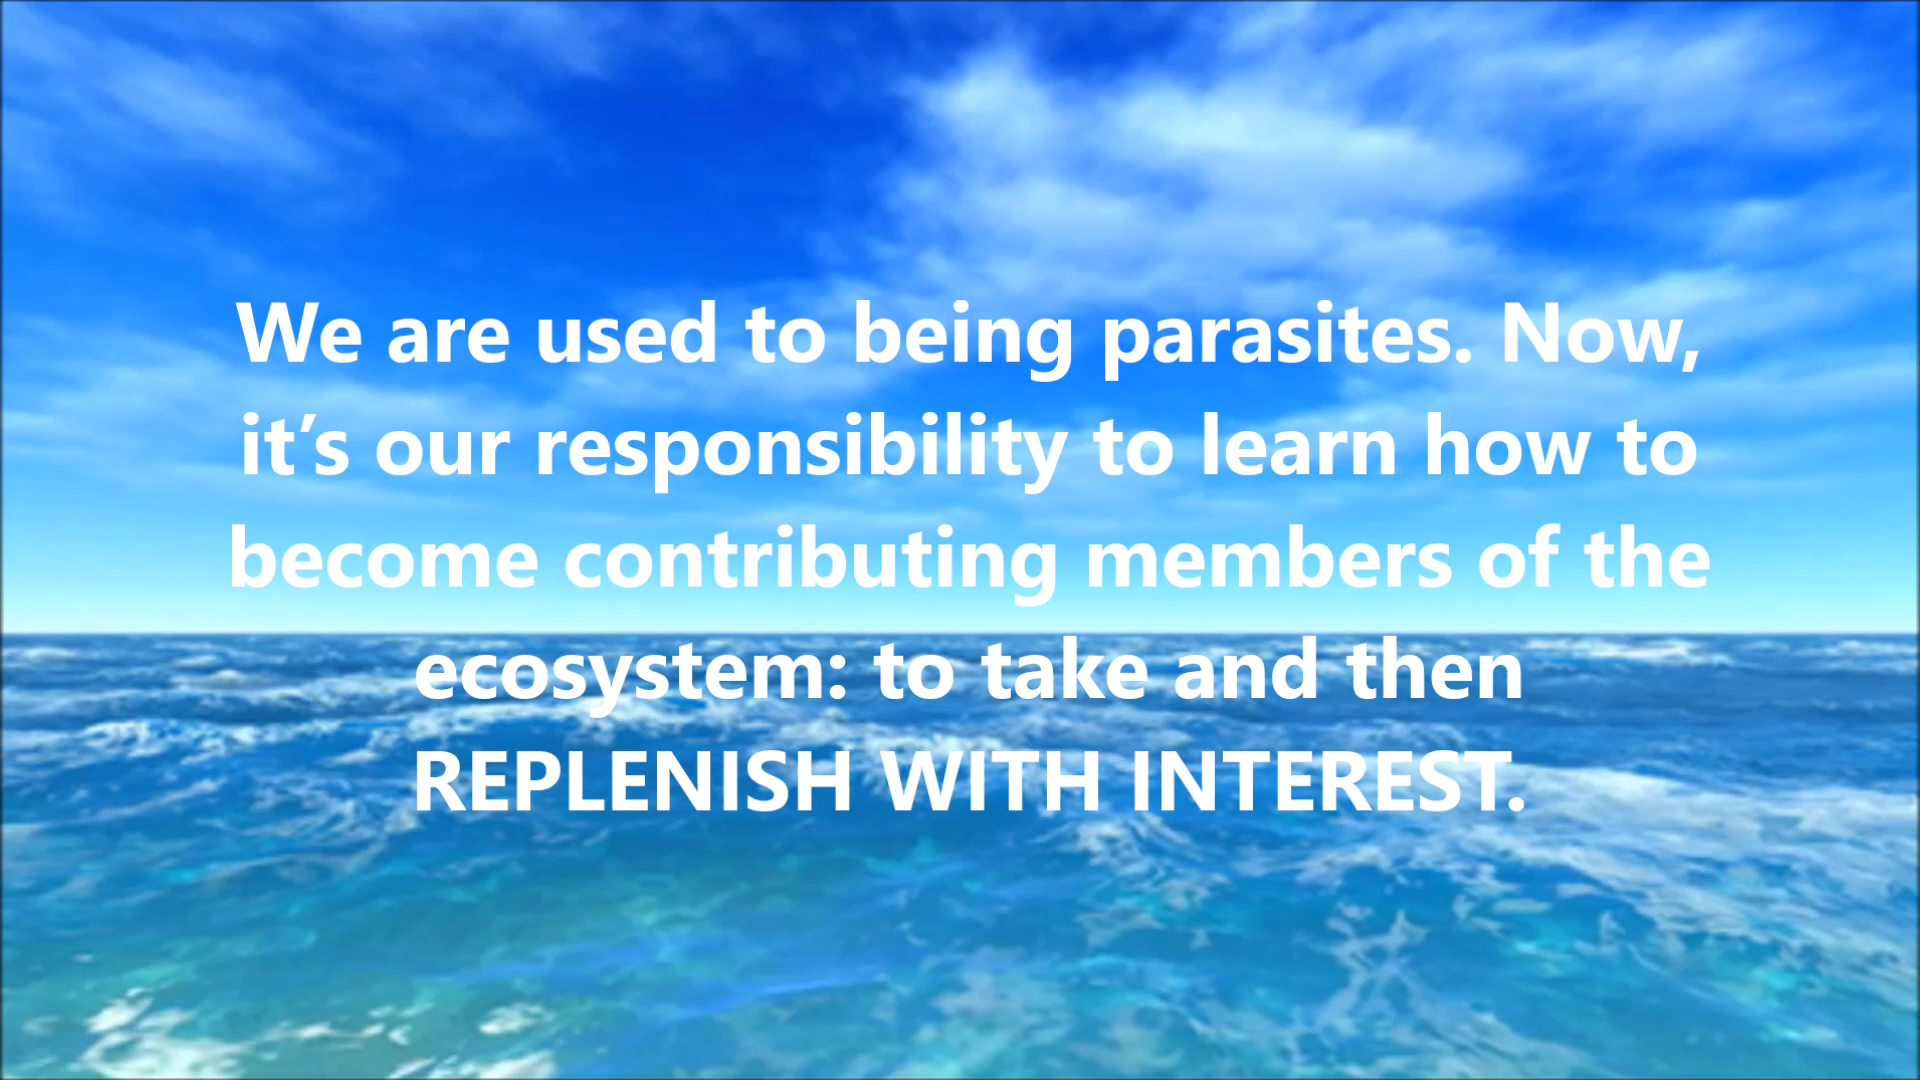 We are used to being parasites. Now,
it’s our responsibility to learn how to
become contributing members of the
ecosystem: to take and then
REPLENISH WITH INTEREST.